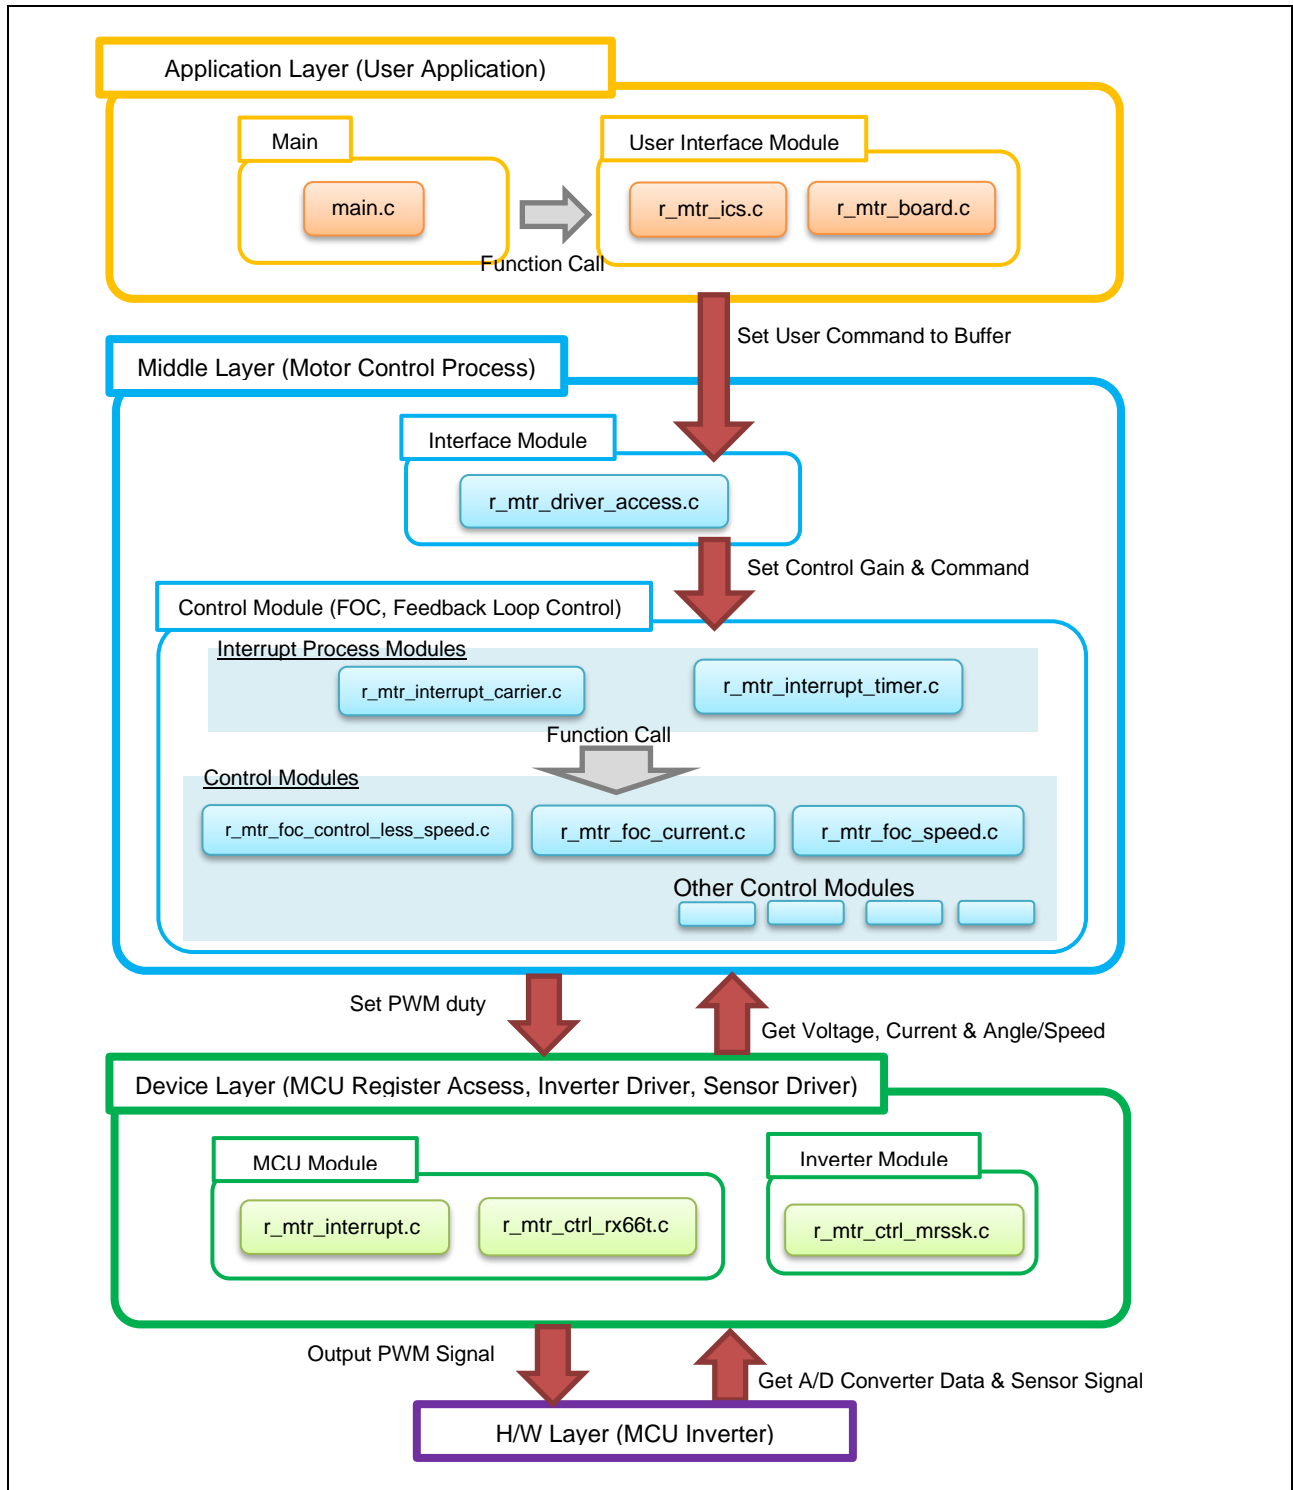 Application Layer (User Application)
Main
User Interface Module
main.c
r_mtr_ics.c
r_mtr_board.c
Function Call
Set User Command to Buffer
Middle Layer (Motor Control Process)
Interface Module
r_mtr_driver_access.c
Set Control Gain & Command
Control Module (FOC, Feedback Loop Control)
Interrupt Process Modules
r_mtr_interrupt_carrier.c
r_mtr_interrupt_timer.c
Function Call
Control Modules
r_mtr_foc_control_less_speed.c
r_mtr_foc_current.c
r_mtr_foc_speed.c
Other Control Modules
Set PWM duty
Get Voltage, Current & Angle/Speed
Device Layer (MCU Register Acsess, Inverter Driver, Sensor Driver)
MCU Module
Inverter Module
r_mtr_interrupt.c
r_mtr_ctrl_rx66t.c
r_mtr_ctrl_mrssk.c
Output PWM Signal
Get A/D Converter Data & Sensor Signal
H/W Layer (MCU Inverter)